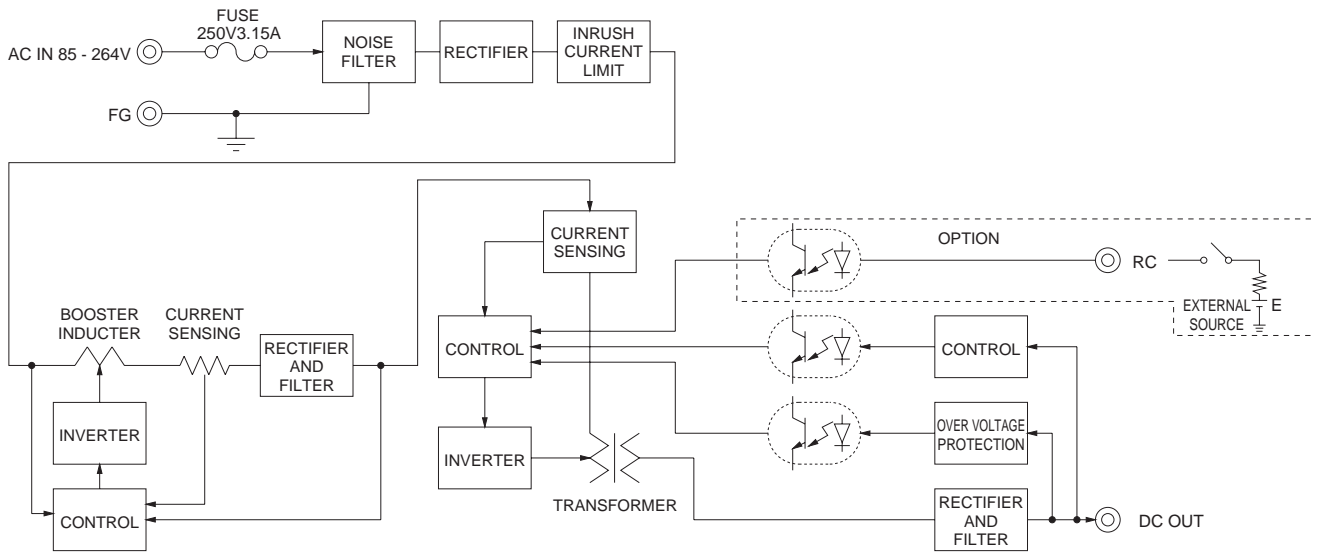 FUSE
250V3.15A
AC IN 85 - 264V
NOISE
FILTER
RECTIFIER
INRUSH
CURRENT
LIMIT
FG
CURRENT
SENSING
OPTION
RC
E
EXTERNAL
SOURCE
BOOSTER
INDUCTER
CURRENT
SENSING
RECTIFIER
AND
FILTER
CONTROL
CONTROL
INVERTER
INVERTER
OVER VOLTAGE
PROTECTION
TRANSFORMER
CONTROL
RECTIFIER
AND
FILTER
DC OUT